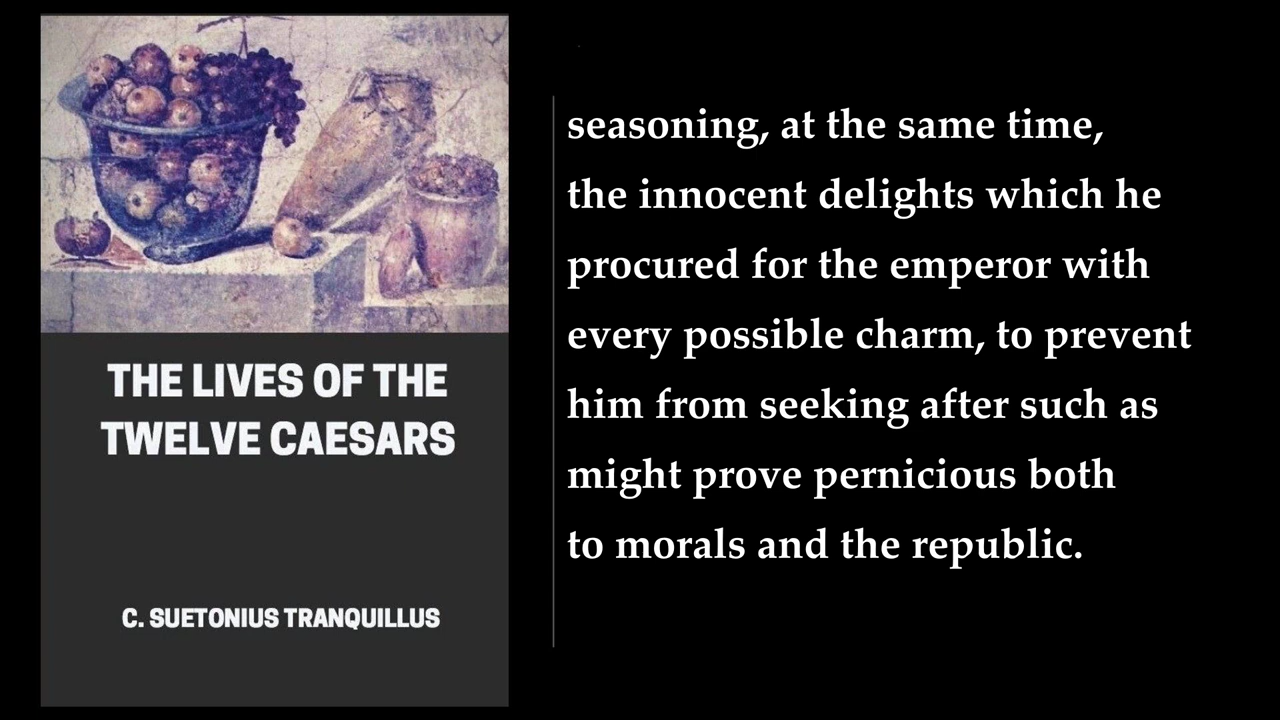 THE LIVES OF THE
TWELVE CAESARS
C. SUETONIUS TRANQUILLUS
seasoning, at the same time,
the innocent delights which he
procured for the emperor with
every possible charm, to prevent
him from seeking after such as
might prove pernicious both
to morals and the republic.